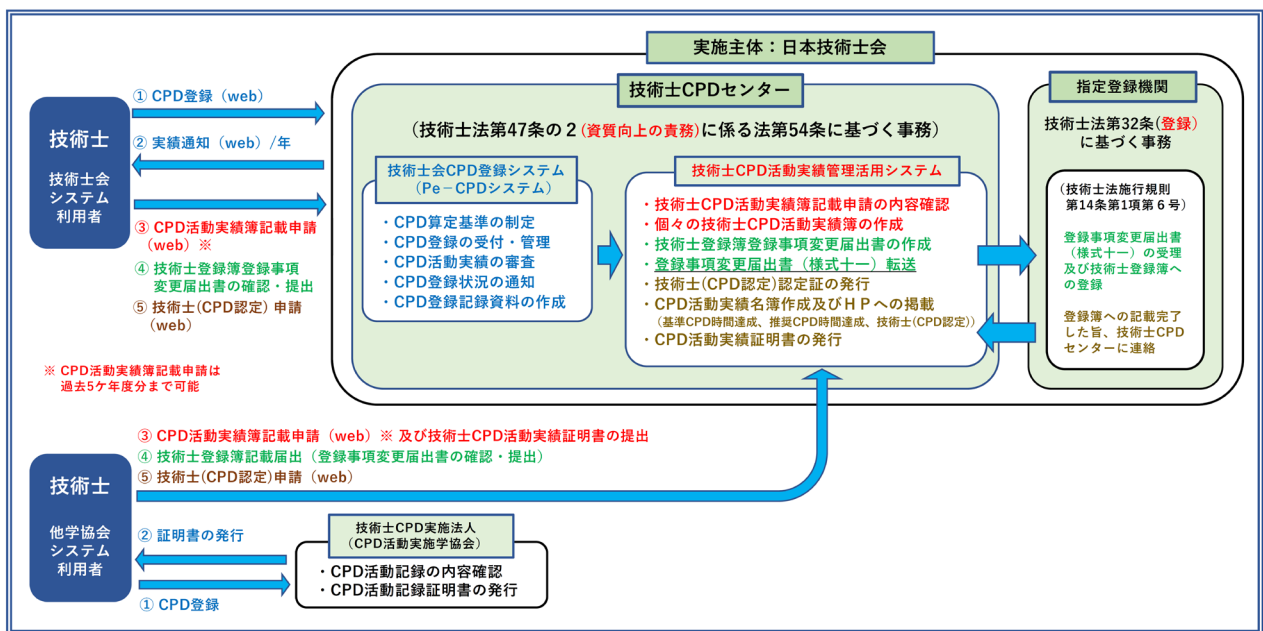 実施主体：日本技術士会
技術士CPDセンター
（技術士法第47条の２(資質向上の責務)に係る法第54条に基づく事務）
指定登録機関
技術士法第32条(登録)
に基づく事務
技術士
技術士会
システム
利用者
① CPD登録（web）
② 実績通知（web）/年
③ CPD活動実績簿記載申請
（web）※
④ 技術士登録簿登録事項
変更届出書の確認・提出
⑤ 技術士(CPD認定) 申請
（web）
※ CPD活動実績簿記載申請は
過去5ケ年度分まで可能
技術士会CPD登録システム
（Pe－CPDシステム）
・CPD算定基準の制定
・CPD登録の受付・管理
・CPD活動実績の審査
・CPD登録状況の通知
・CPD登録記録資料の作成
技術士CPD活動実績管理活用システム
・技術士CPD活動実績簿記載申請の内容確認
・個々の技術士CPD活動実績簿の作成
・技術士登録簿登録事項変更届出書の作成
・登録事項変更届出書（様式十一）転送
・技術士(CPD認定)認定証の発行
・CPD活動実績名簿作成及びＨＰへの掲載
（基準CPD時間達成、推奨CPD時間達成、技術士(CPD認定)）
・CPD活動実績証明書の発行
（技術士法施行規則
第14条第1項第６号）
登録事項変更届出書
（様式十一）の受理
及び技術士登録簿へ
の登録
登録簿への記載完了
した旨、技術士CPD
センターに連絡
③ CPD活動実績簿記載申請（web）※ 及び技術士CPD活動実績証明書の提出
④ 技術士登録簿記載届出（登録事項変更届出書の確認・提出）
⑤ 技術士(CPD認定)申請（web）
技術士
他学協会
システム
利用者
② 証明書の発行
① CPD登録
技術士CPD実施法人
（CPD活動実施学協会）
・CPD活動記録の内容確認
・CPD活動記録証明書の発行